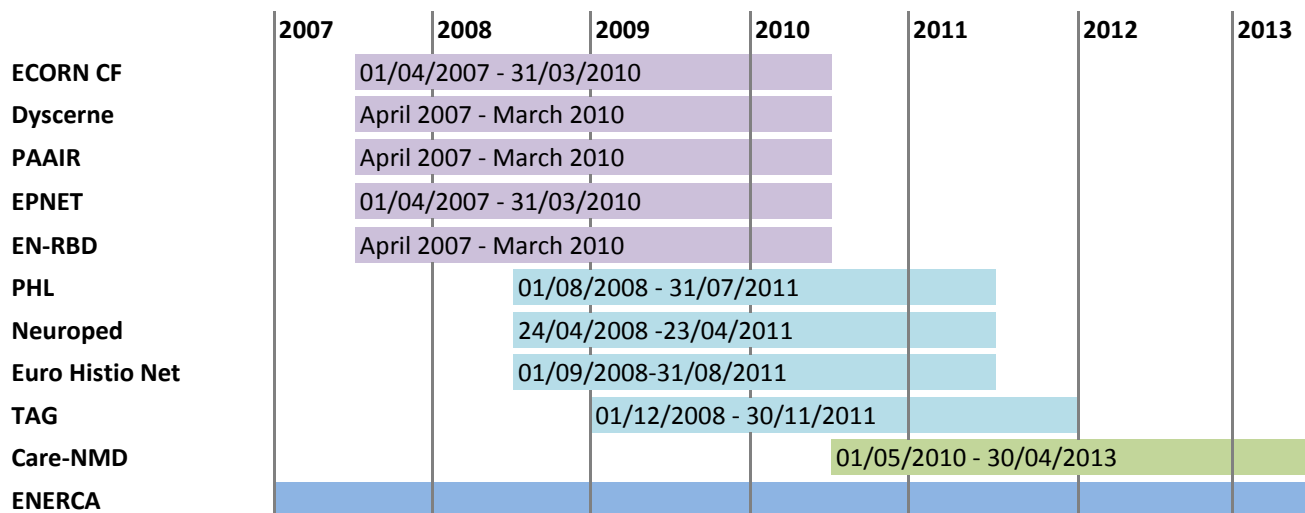 2007 2008 2009 2010 2011 2012 2013
ECORN CF 01/04/2007 - 31/03/2010
Dyscerne April 2007 - March 2010
PAAIR April 2007 - March 2010
EPNET 01/04/2007 - 31/03/2010
EN-RBD April 2007 - March 2010
PHL 01/08/2008 - 31/07/2011
Neuroped 24/04/2008 -23/04/2011
Euro Histio Net 01/09/2008-31/08/2011
TAG 01/12/2008 - 30/11/2011
Care-NMD 01/05/2010 - 30/04/2013
ENERCA